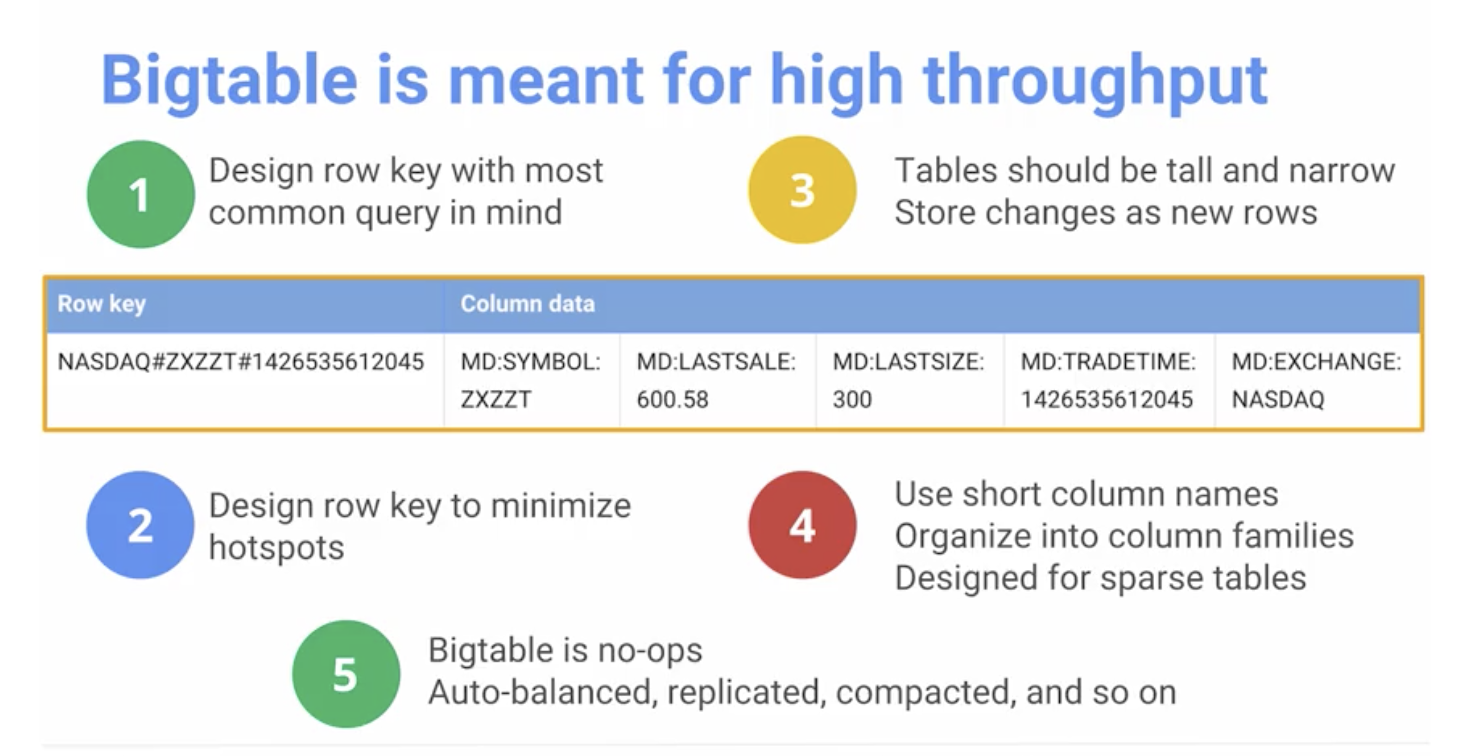 Bigtable is meant for high throughput
1
Design row key with most
common query in mind
3
Tables should be tall and narrow
Store changes as new rows
Row key
Column data
NASDAQ#ZXZZT#1426535612045
MD:SYMBOL:
ZXZZT
MD:LASTSALE:
600.58
MD:LASTSIZE:
300
MD:TRADETIME:
1426535612045
MD:EXCHANGE:
NASDAQ
2
Design row key to minimize
hotspots
4
Use short column names
Organize into column families
Designed for sparse tables
5
Bigtable is no-ops
Auto-balanced, replicated, compacted, and so on